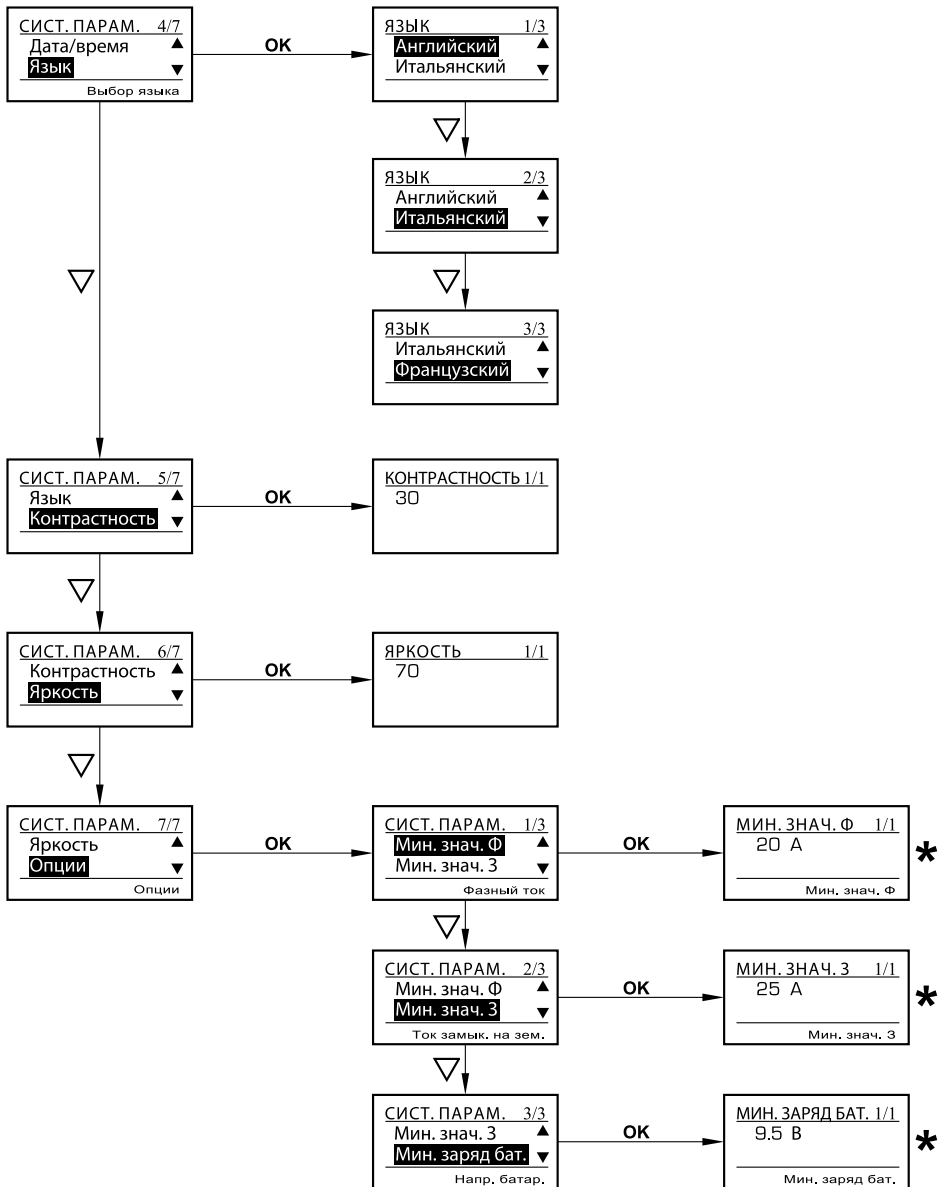 СИСТ. ПАРАМ. 4/7
Дата/время ▲
Язык ▼
Выбор языка
OK
ЯЗЫК 1/3
Английский ▲
Итальянский ▼
▽
ЯЗЫК 2/3
Английский ▲
Итальянский ▼
▽
▽
ЯЗЫК 3/3
Итальянский ▲
Французский ▼
СИСТ. ПАРАМ. 5/7
Язык ▲
Контрастность ▼
OK
КОНТРАСТНОСТЬ 1/1
30
▽
СИСТ. ПАРАМ. 6/7
Контрастность ▲
Яркость ▼
OK
ЯРКОСТЬ 1/1
70
▽
СИСТ. ПАРАМ. 7/7
Яркость ▲
Опции ▼
Опции
OK
СИСТ. ПАРАМ. 1/3
Мин. знач. Ф ▲
Мин. знач. З ▼
Фазный ток
OK
МИН. ЗНАЧ. Ф 1/1
20 А
Мин. знач. Ф
*
▽
СИСТ. ПАРАМ. 2/3
Мин. знач. Ф ▲
Мин. знач. З ▼
Ток замык. на зем.
OK
МИН. ЗНАЧ. З 1/1
25 А
Мин. знач. З
*
▽
СИСТ. ПАРАМ. 3/3
Мин. знач. З ▲
Мин. заряд бат. ▼
Напр. батар.
OK
МИН. ЗАРЯД БАТ. 1/1
9.5 В
Мин. заряд бат.
*